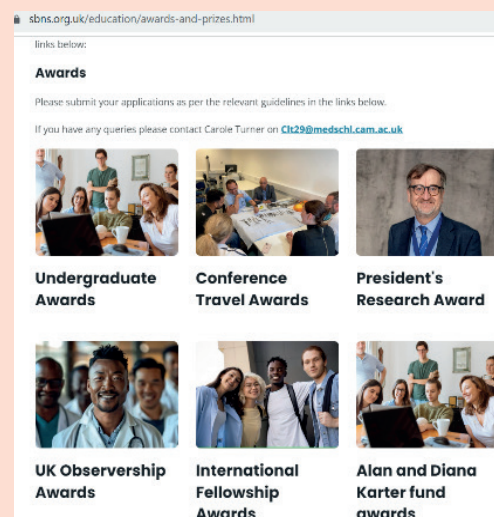 sbns.org.uk/education/awards-and-prizes.html
links below:
Awards
Please submit your applications as per the relevant guidelines in the links below.
If you have any queries please contact Carole Turner on Clt29@medschl.cam.ac.uk
Undergraduate
Awards
Conference
Travel Awards
President's
Research Award
UK Observership
Awards
International
Fellowship
Awards
Alan and Diana
Karter fund
awards